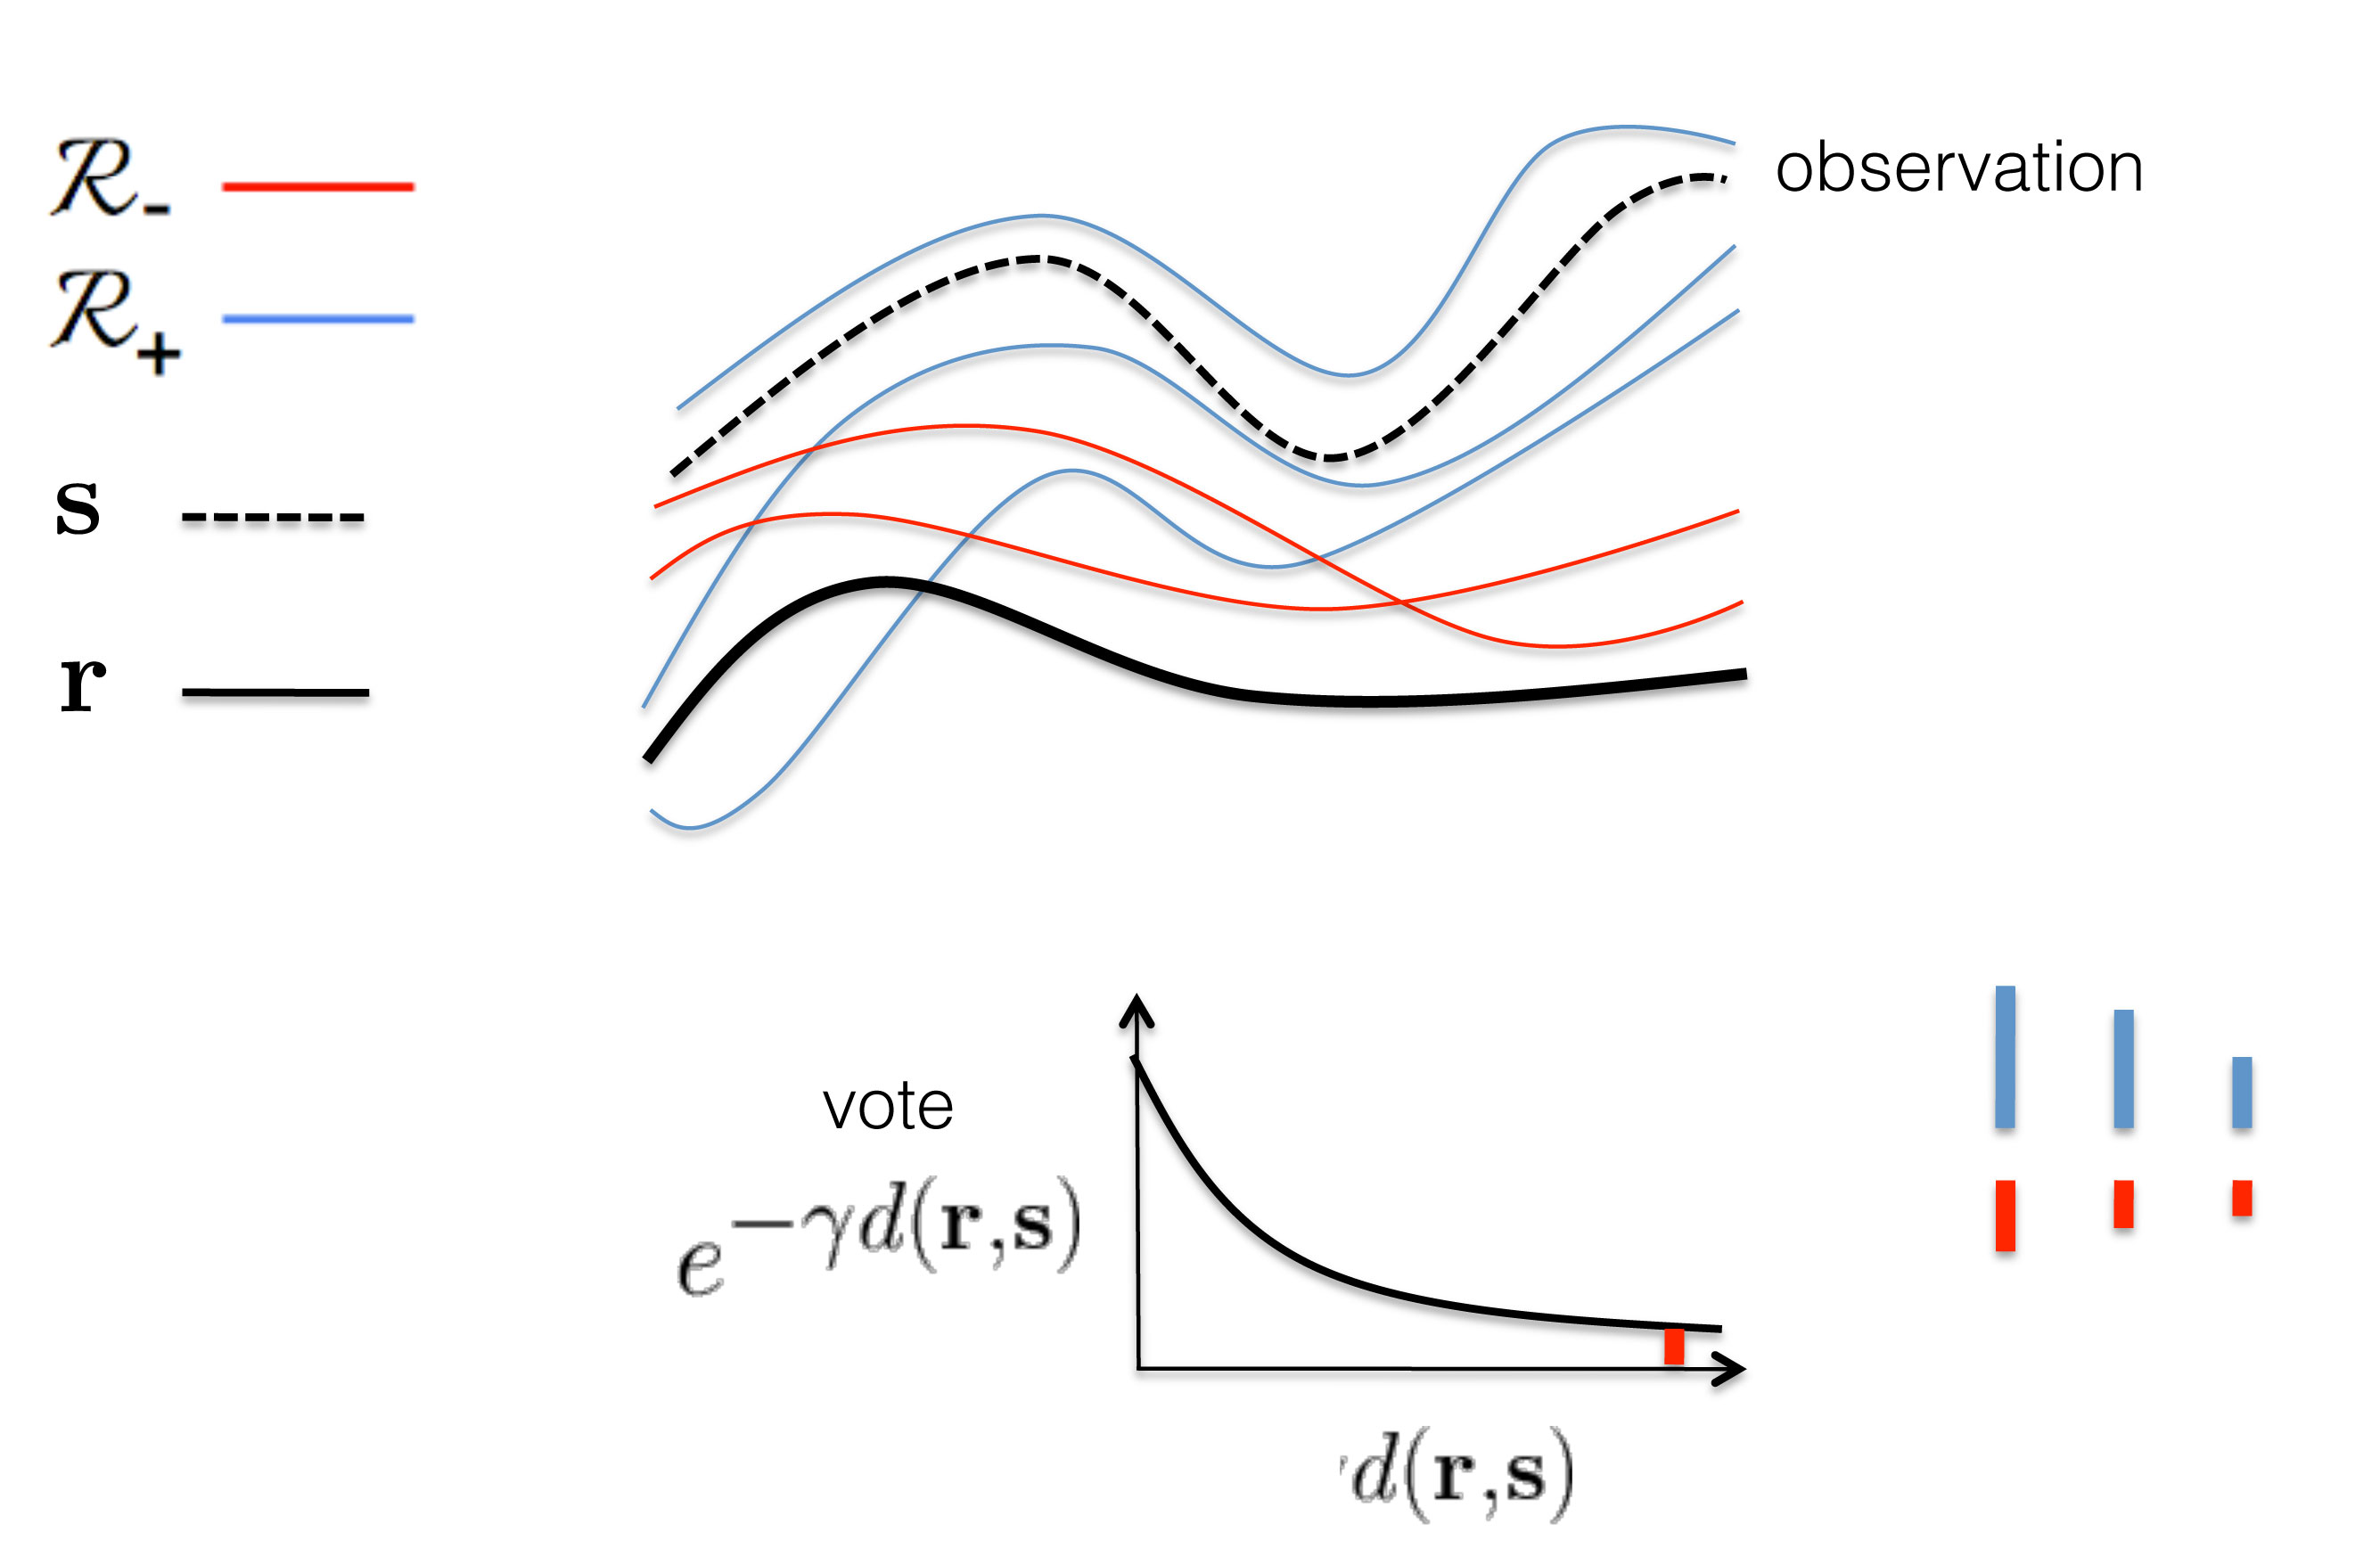 ℛ-
ℛ+
s
r
observation
vote
e^{-γd(r,s)}
d(r,s)